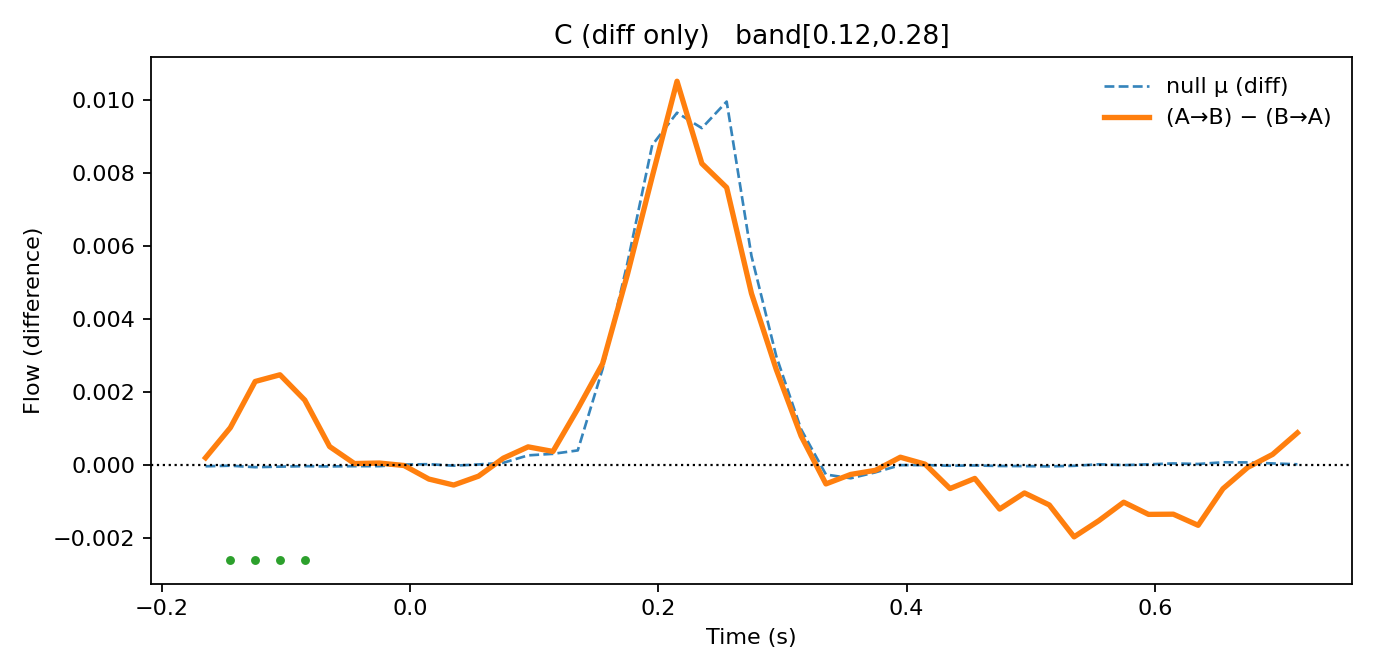 C (diff only)   band[0.12,0.28]
null μ (diff)
(A→B) − (B→A)
Flow (difference)
0.010
0.008
0.006
0.004
0.002
0.000
−0.002
−0.2
0.0
0.2
0.4
0.6
Time (s)